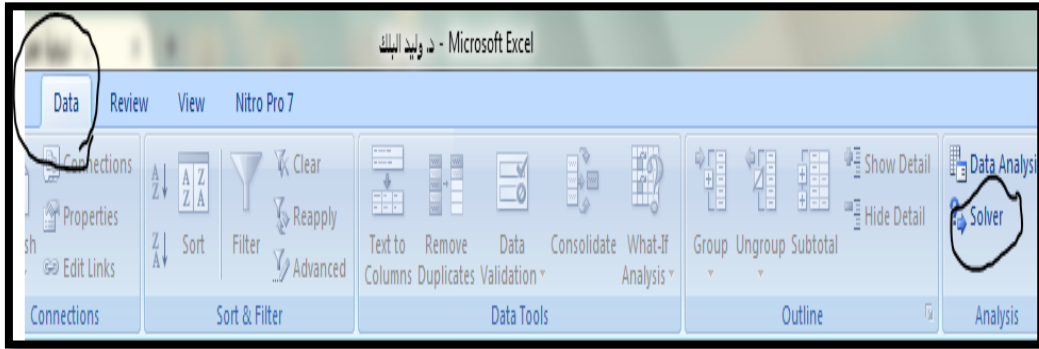 د. وليد البلك - Microsoft Excel
Data Review View Nitro Pro 7
Connections Clear Show Detail Data Analysi
Properties Reapply Solver
Sort Filter Text to Columns Remove Duplicates Data Validation Consolidate What-If Analysis Group Ungroup Subtotal Hide Detail
Edit Links Advanced
Connections Sort & Filter Data Tools Outline Analysis